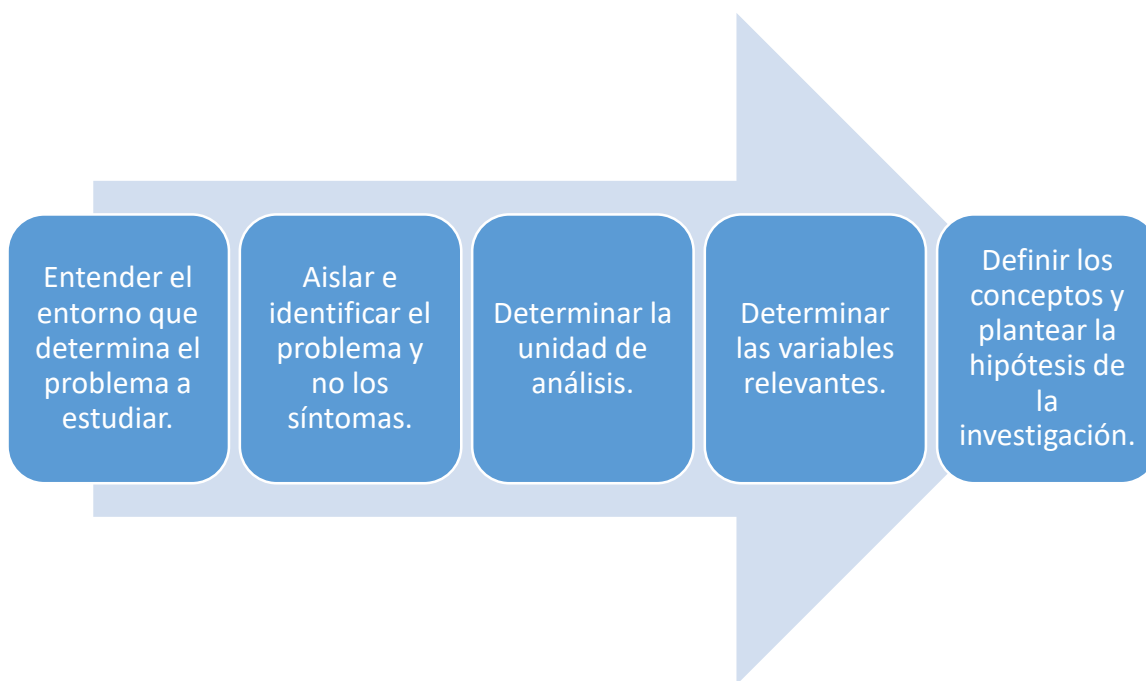 Entender el
entorno que
determina el
problema a
estudiar.
Aislar e
identificar el
problema y
no los
síntomas.
Determinar la
unidad de
análisis.
Determinar
las variables
relevantes.
Definir los
conceptos y
plantear la
hipótesis de
la
investigación.